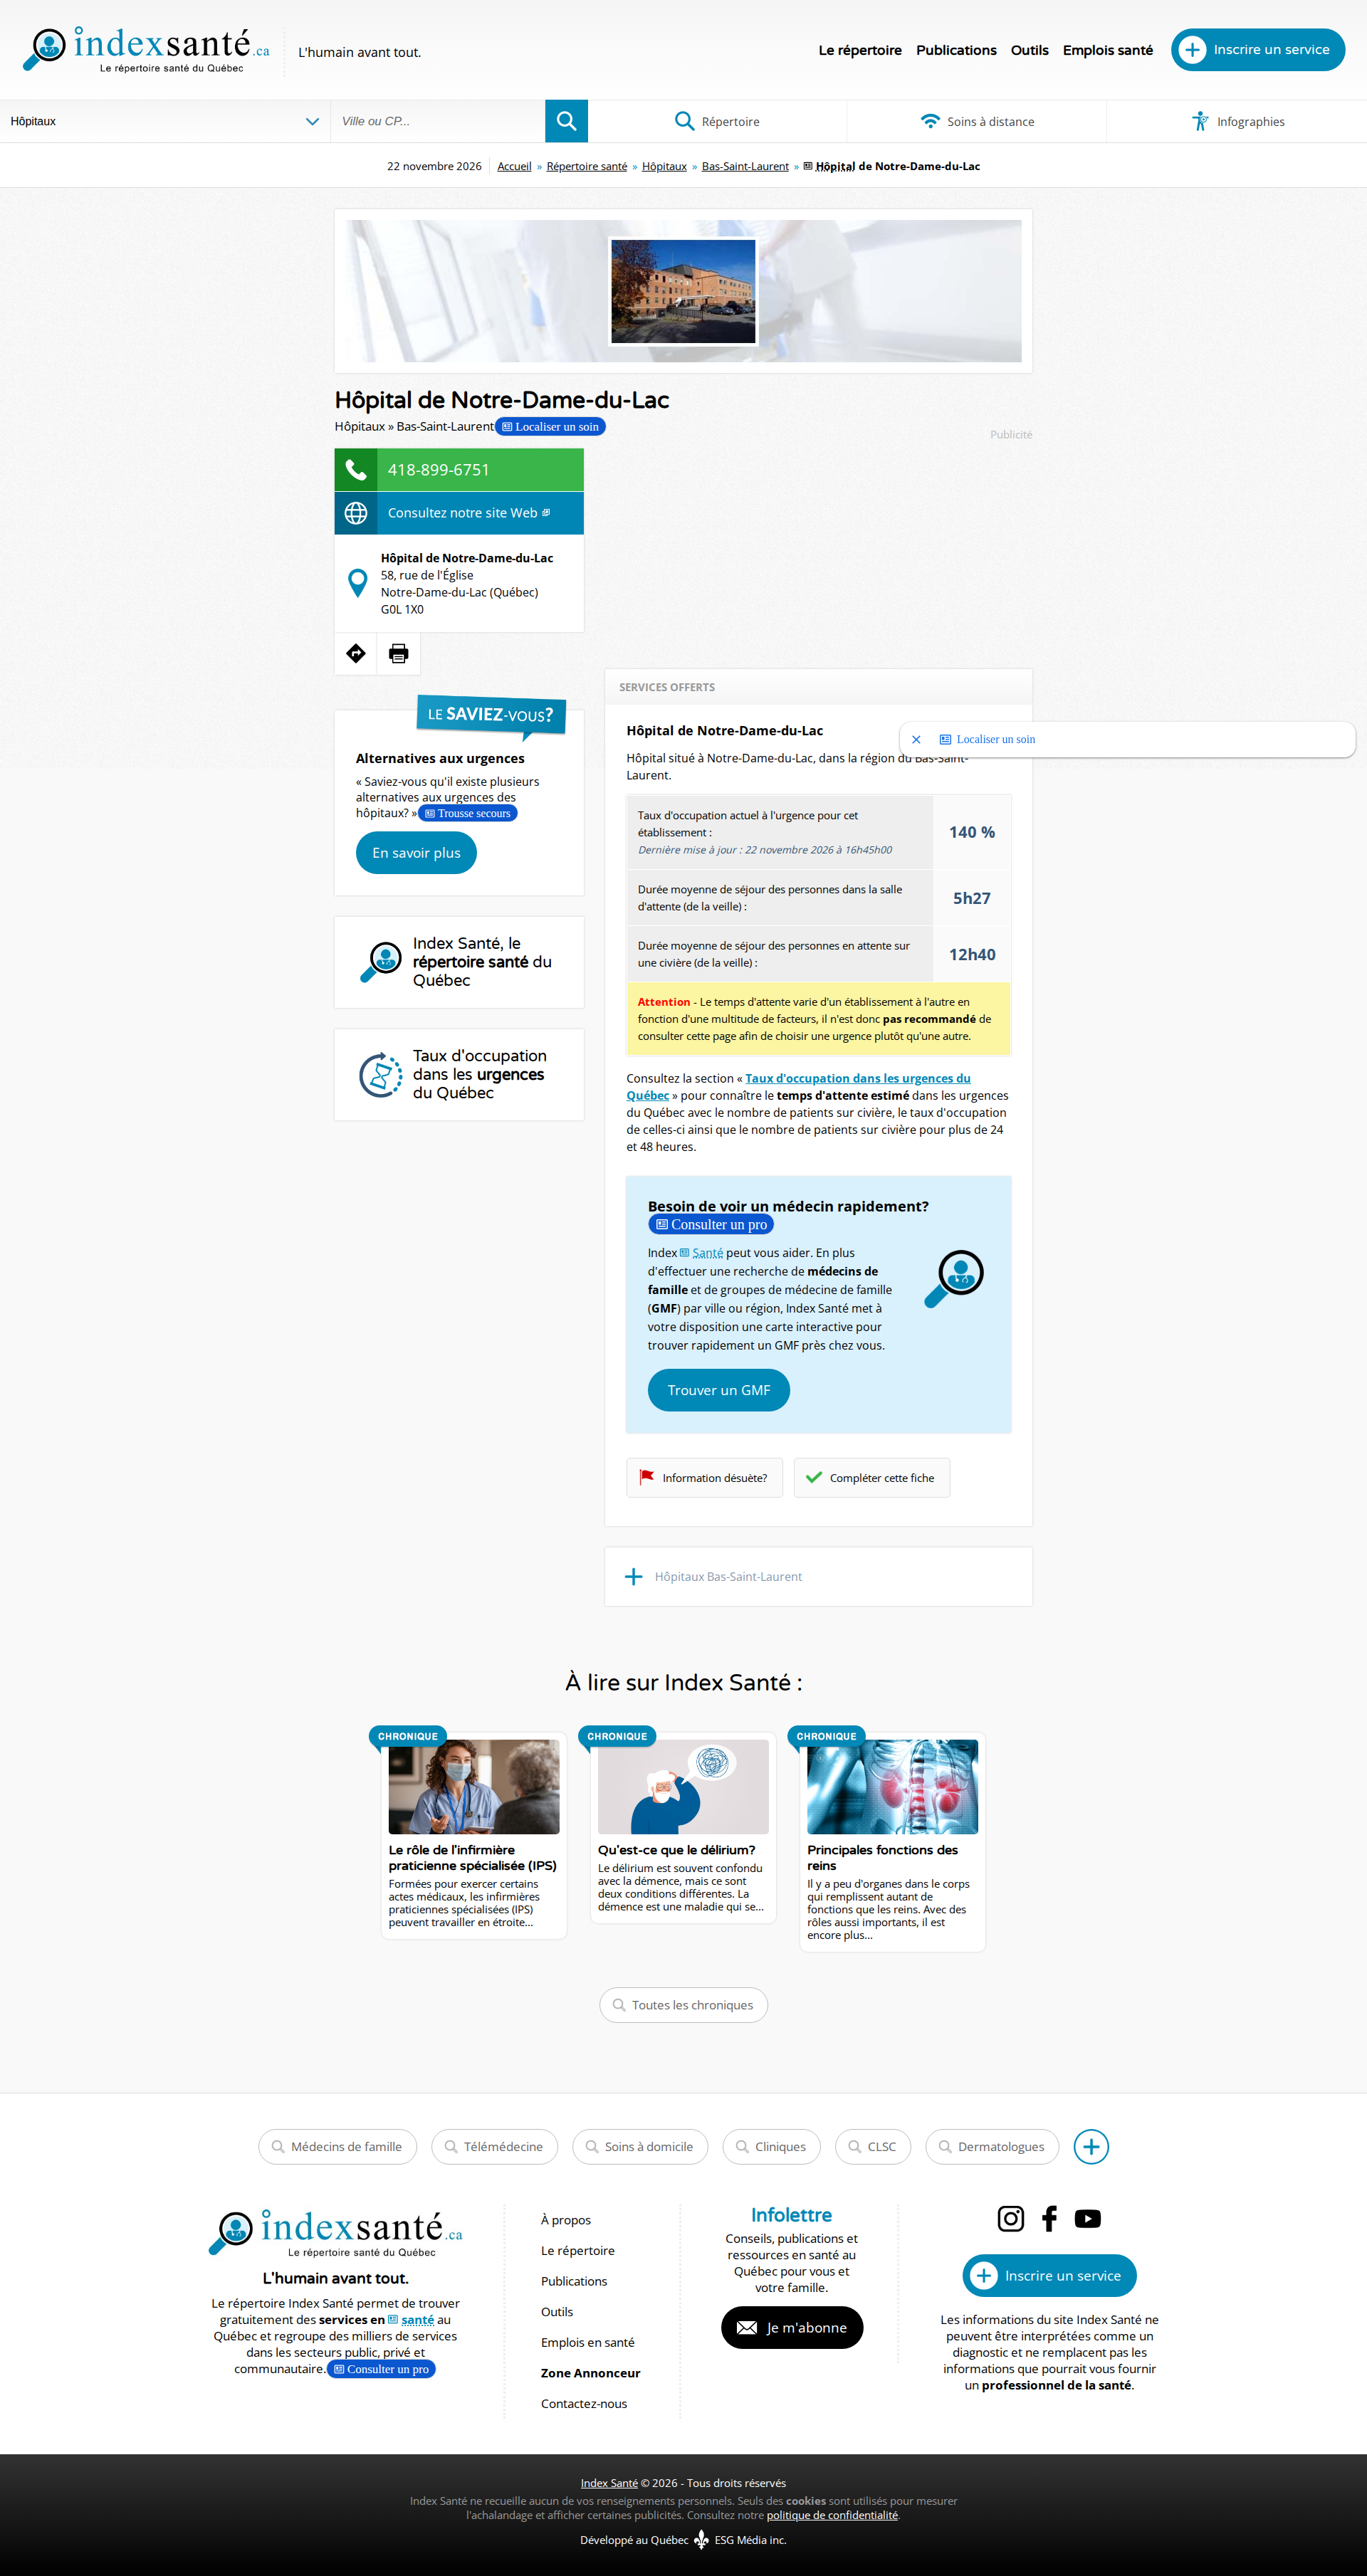 indexsanté.ca
Le répertoire santé du Québec
L'humain avant tout.
Le répertoire
Publications
Outils
Emplois santé
Inscrire un service
Hôpitaux
Ville ou CP...
Répertoire
Soins à distance
Infographies
22 novembre 2026 Accueil » Répertoire santé » Hôpitaux » Bas-Saint-Laurent » Hôpital de Notre-Dame-du-Lac
Hôpital de Notre-Dame-du-Lac
Hôpitaux » Bas-Saint-Laurent Localiser un soin
Publicité
418-899-6751
Consultez notre site Web
Hôpital de Notre-Dame-du-Lac
58, rue de l'Église
Notre-Dame-du-Lac (Québec)
G0L 1X0
LE SAVIEZ-VOUS?
Alternatives aux urgences
« Saviez-vous qu'il existe plusieurs
alternatives aux urgences des
hôpitaux? » Trousse secours
En savoir plus
Index Santé, le
répertoire santé du
Québec
Taux d'occupation
dans les urgences
du Québec
SERVICES OFFERTS
Hôpital de Notre-Dame-du-Lac
Localiser un soin
Hôpital situé à Notre-Dame-du-Lac, dans la région du Bas-Saint-
Laurent.
Taux d'occupation actuel à l'urgence pour cet
établissement :
Dernière mise à jour : 22 novembre 2026 à 16h45h00
140 %
Durée moyenne de séjour des personnes dans la salle
d'attente (de la veille) :
5h27
Durée moyenne de séjour des personnes en attente sur
une civière (de la veille) :
12h40
Attention - Le temps d'attente varie d'un établissement à l'autre en
fonction d'une multitude de facteurs, il n'est donc pas recommandé de
consulter cette page afin de choisir une urgence plutôt qu'une autre.
Consultez la section « Taux d'occupation dans les urgences du
Québec » pour connaître le temps d'attente estimé dans les urgences
du Québec avec le nombre de patients sur civière, le taux d'occupation
de celles-ci ainsi que le nombre de patients sur civière pour plus de 24
et 48 heures.
Besoin de voir un médecin rapidement?
Consulter un pro
Index Santé peut vous aider. En plus
d'effectuer une recherche de médecins de
famille et de groupes de médecine de famille
(GMF) par ville ou région, Index Santé met à
votre disposition une carte interactive pour
trouver rapidement un GMF près chez vous.
Trouver un GMF
Information désuète?
Compléter cette fiche
Hôpitaux Bas-Saint-Laurent
À lire sur Index Santé :
CHRONIQUE
Le rôle de l'infirmière
praticienne spécialisée (IPS)
Formées pour exercer certains
actes médicaux, les infirmières
praticiennes spécialisées (IPS)
peuvent travailler en étroite...
CHRONIQUE
Qu'est-ce que le délirium?
Le délirium est souvent confondu
avec la démence, mais ce sont
deux conditions différentes. La
démence est une maladie qui se...
CHRONIQUE
Principales fonctions des
reins
Il y a peu d'organes dans le corps
qui remplissent autant de
fonctions que les reins. Avec des
rôles aussi importants, il est
encore plus...
Toutes les chroniques
Médecins de famille
Télémédecine
Soins à domicile
Cliniques
CLSC
Dermatologues
indexsanté.ca
Le répertoire santé du Québec
L'humain avant tout.
Le répertoire Index Santé permet de trouver
gratuitement des services en santé au
Québec et regroupe des milliers de services
dans les secteurs public, privé et
communautaire. Consulter un pro
À propos
Le répertoire
Publications
Outils
Emplois en santé
Zone Annonceur
Contactez-nous
Infolettre
Conseils, publications et
ressources en santé au
Québec pour vous et
votre famille.
Je m'abonne
Inscrire un service
Les informations du site Index Santé ne
peuvent être interprétées comme un
diagnostic et ne remplacent pas les
informations que pourrait vous fournir
un professionnel de la santé.
Index Santé © 2026 - Tous droits réservés
Index Santé ne recueille aucun de vos renseignements personnels. Seuls des cookies sont utilisés pour mesurer
l'achalandage et afficher certaines publicités. Consultez notre politique de confidentialité.
Développé au Québec ESG Média inc.